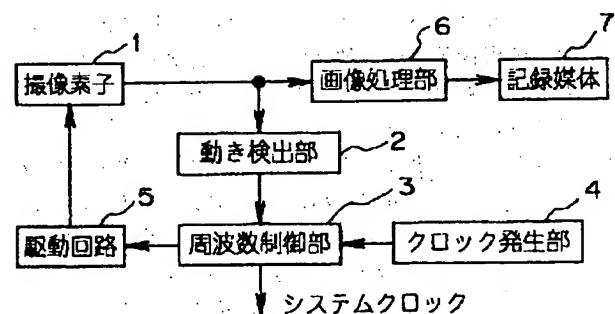 1
6
7
撮像素子
画像処理部
記録媒体
動き検出部
2
5
3
4
駆動回路
周波数制御部
クロック発生部
システムクロック